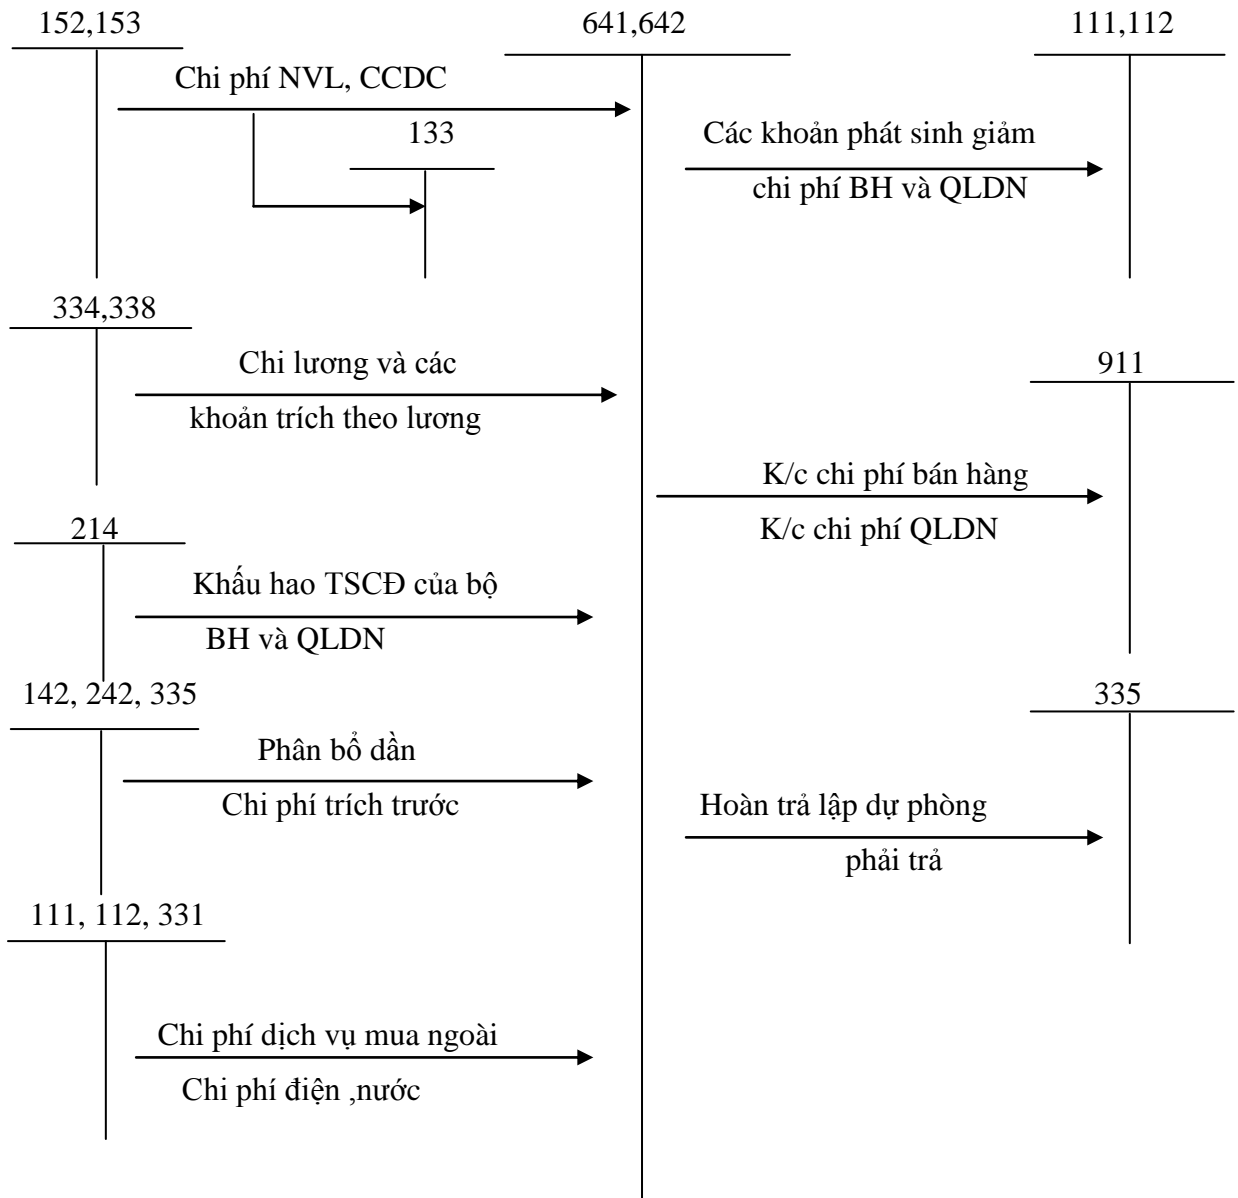 152,153
641,642
111,112
Chi phí NVL, CCDC
133
Các khoản phát sinh giảm
chi phí BH và QLDN
334,338
Chi lương và các
khoản trích theo lương
911
K/c chi phí bán hàng
K/c chi phí QLDN
214
Khấu hao TSCĐ của bộ
BH và QLDN
142, 242, 335
335
Phân bổ dần
Chi phí trích trước
Hoàn trả lập dự phòng
phải trả
111, 112, 331
Chi phí dịch vụ mua ngoài
Chi phí điện ,nước